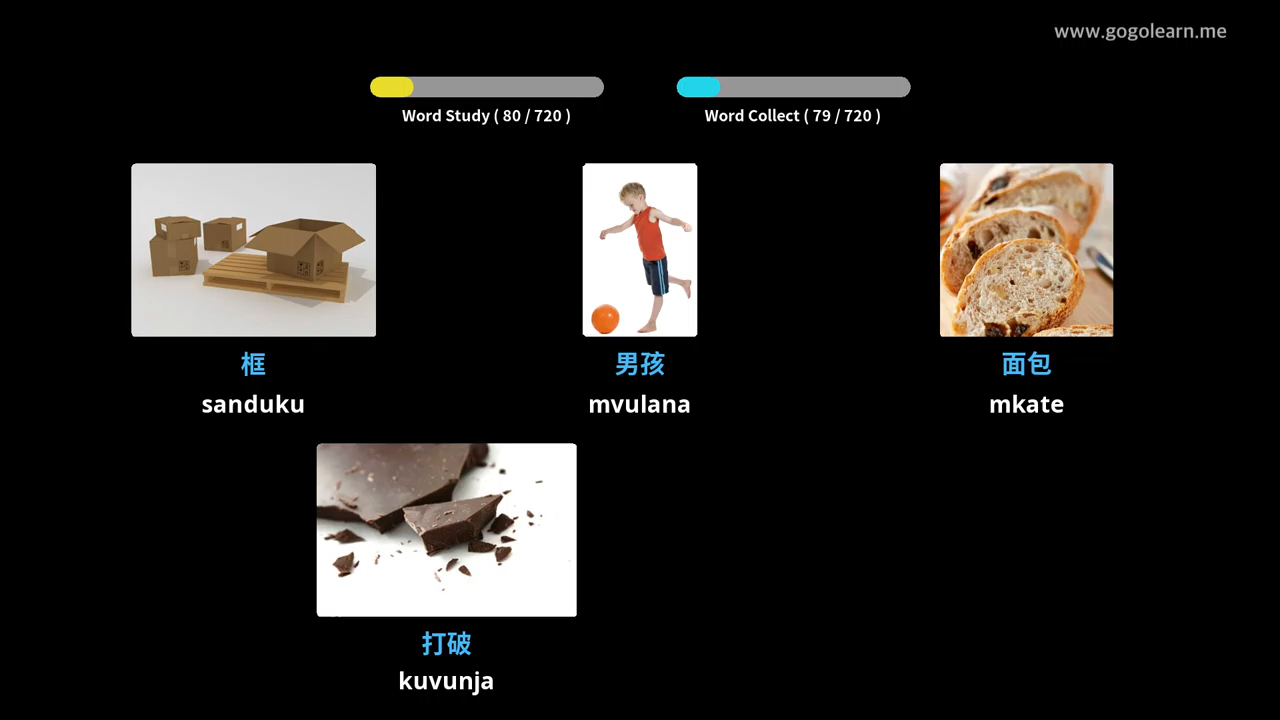 www.gogolearn.me
Word Study ( 80 / 720 )
Word Collect ( 79 / 720 )
框
男孩
面包
sanduku
mvulana
mkate
打破
kuvunja